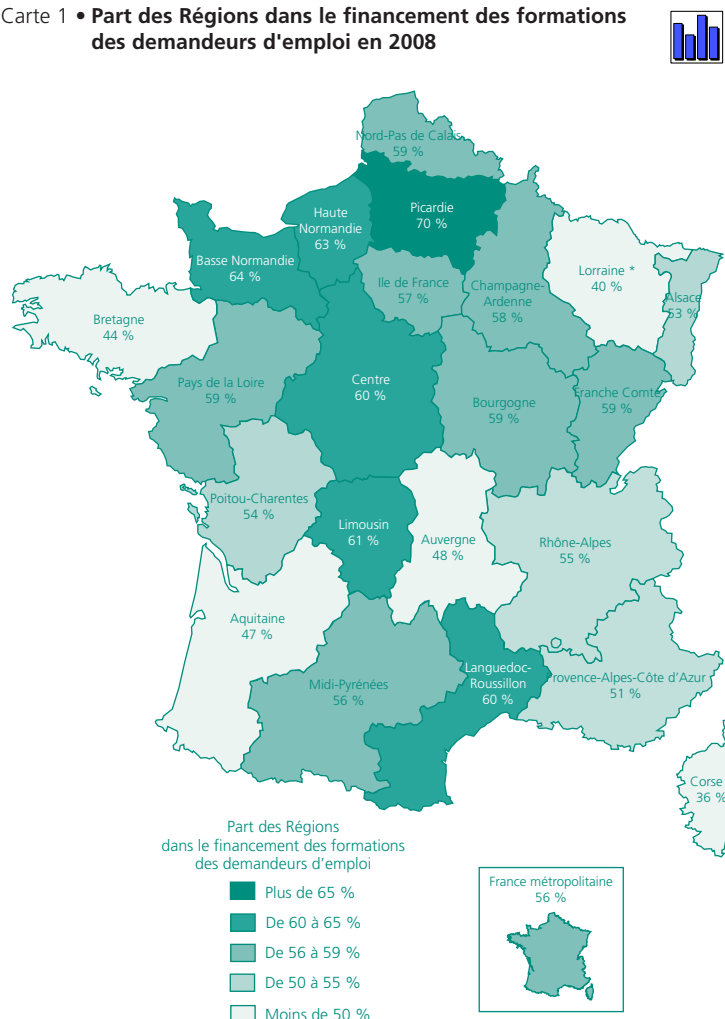 Carte 1 • Part des Régions dans le financement des formations
des demandeurs d'emploi en 2008
Nord-Pas de Calais
59 %
Picardie
70 %
Haute
Normandie
63 %
Basse Normandie
64 %
Ile de France
57 %
Champagne-
Ardenne
58 %
Lorraine *
40 %
Alsace
53 %
Bretagne
44 %
Pays de la Loire
59 %
Centre
60 %
Bourgogne
59 %
Franche Comté
59 %
Poitou-Charentes
54 %
Limousin
61 %
Auvergne
48 %
Rhône-Alpes
55 %
Aquitaine
47 %
Midi-Pyrénées
56 %
Languedoc-
Roussillon
60 %
Provence-Alpes-Côte d’Azur
51 %
Corse
36 %
Part des Régions
dans le financement des formations
des demandeurs d’emploi
Plus de 65 %
De 60 à 65 %
De 56 à 59 %
De 50 à 55 %
Moins de 50 %
France métropolitaine
56 %